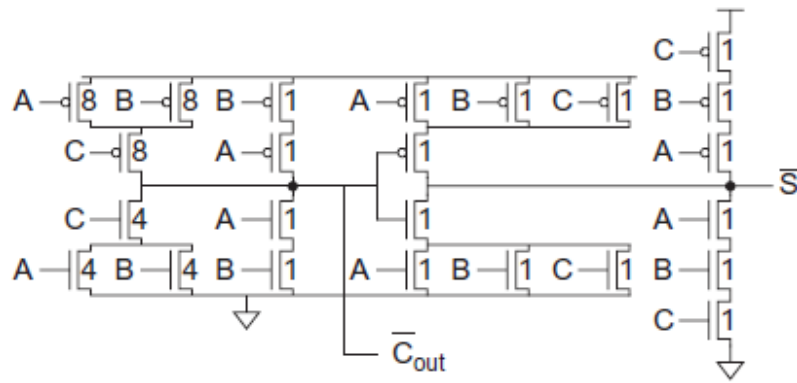 C 1
A 8 B 8 B 1 A 1 B 1 C 1 B 1
C 8 A 1 1 A 1
S̅
C 4 A 1 1 A 1
A 4 B 4 B 1 A 1 B 1 C 1 B 1
C 1
C̅out